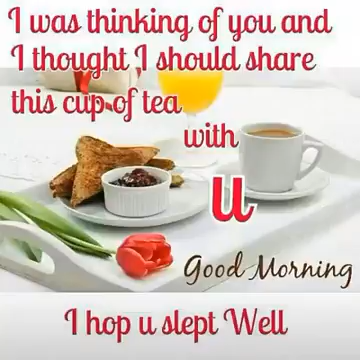 I was thinking of you and
I thought I should share
this cup of tea
with
u
Good Morning
I hop u slept Well